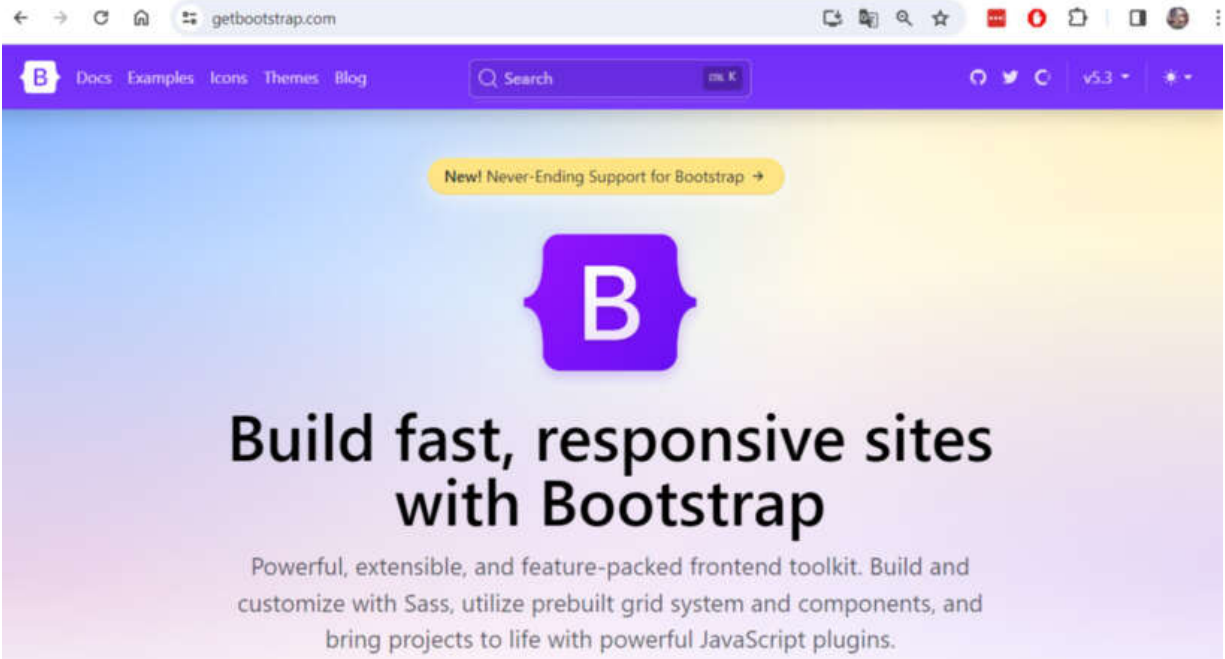 getbootstrap.com
B Docs Examples Icons Themes Blog Search K v5.3
New! Never-Ending Support for Bootstrap →
B
Build fast, responsive sites
with Bootstrap
Powerful, extensible, and feature-packed frontend toolkit. Build and
customize with Sass, utilize prebuilt grid system and components, and
bring projects to life with powerful JavaScript plugins.